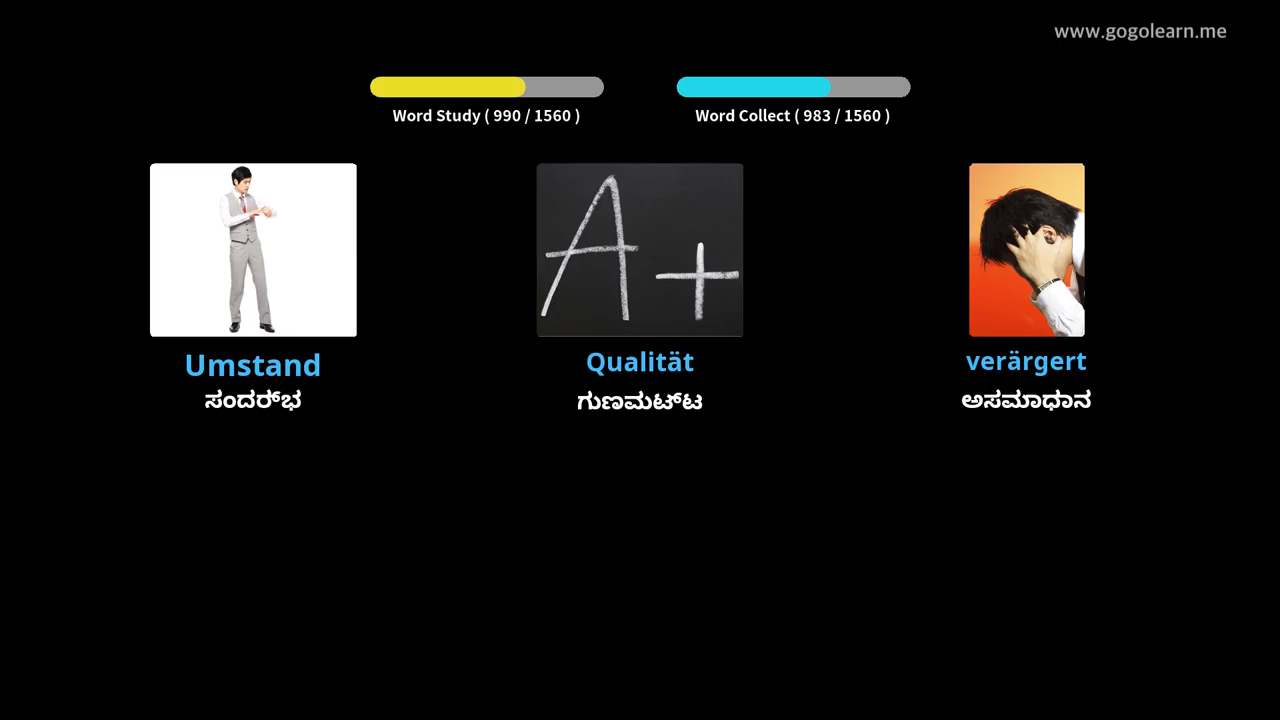 www.gogolearn.me
Word Study ( 990 / 1560 )
Word Collect ( 983 / 1560 )
A+
Umstand
ಸಂದರ್ಭ
Qualität
ಗುಣಮಟ್ಟ
verärgert
ಅಸಮಾಧಾನ